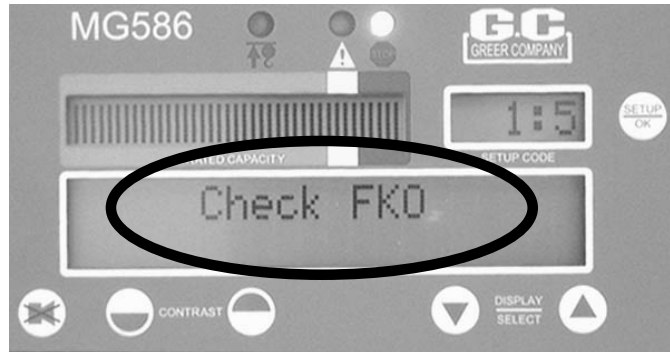 MG586
G.C
GREER COMPANY
STOP
1:5
SETUP
OK
RATED CAPACITY
SETUP CODE
Check FKO
CONTRAST
DISPLAY
SELECT